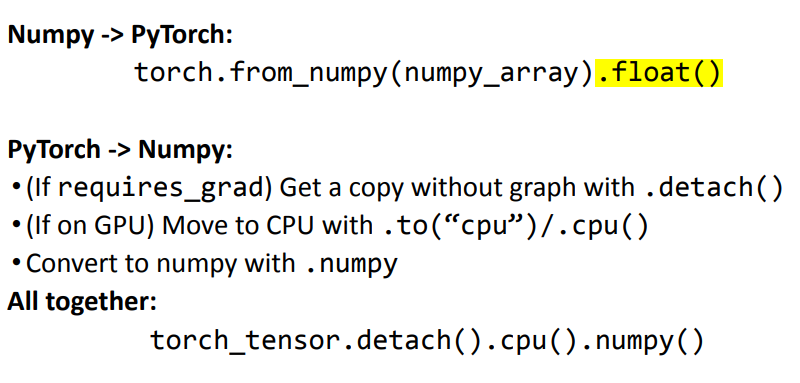 Numpy -> PyTorch:
torch.from_numpy(numpy_array).float()
PyTorch -> Numpy:
•(If requires_grad) Get a copy without graph with .detach()
•(If on GPU) Move to CPU with .to(“cpu”)/.cpu()
•Convert to numpy with .numpy
All together:
torch_tensor.detach().cpu().numpy()